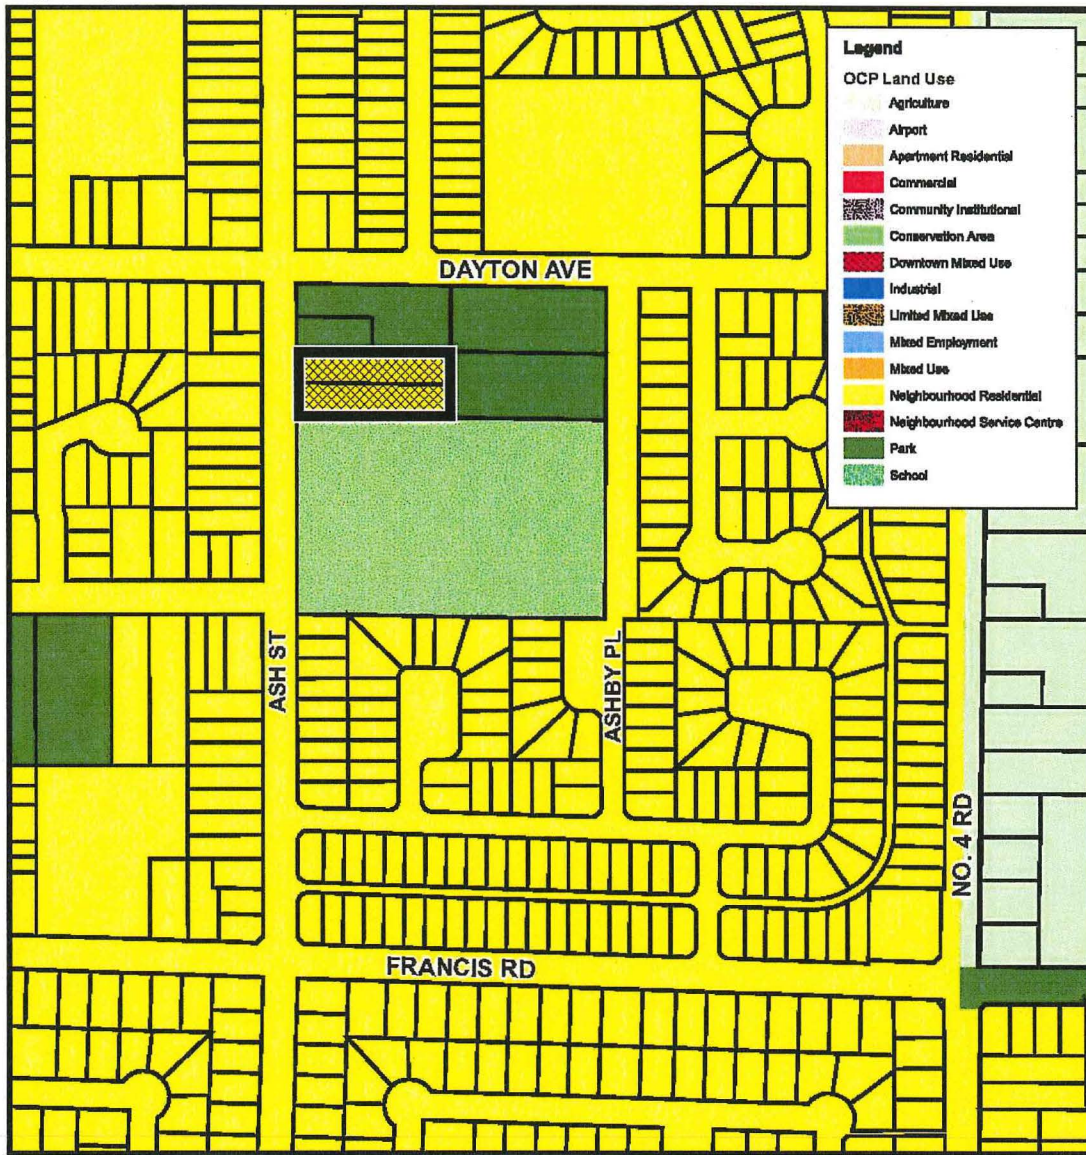 Legend
OCP Land Use
Agriculture
Airport
Apartment Residential
Commercial
Community Institutional
Conservation Area
Downtown Mixed Use
Industrial
Limited Mixed Use
Mixed Employment
Mixed Use
Neighbourhood Residential
Neighbourhood Service Centre
Park
School
DAYTON AVE
ASH ST
ASHBY PL
NO. 4 RD
FRANCIS RD